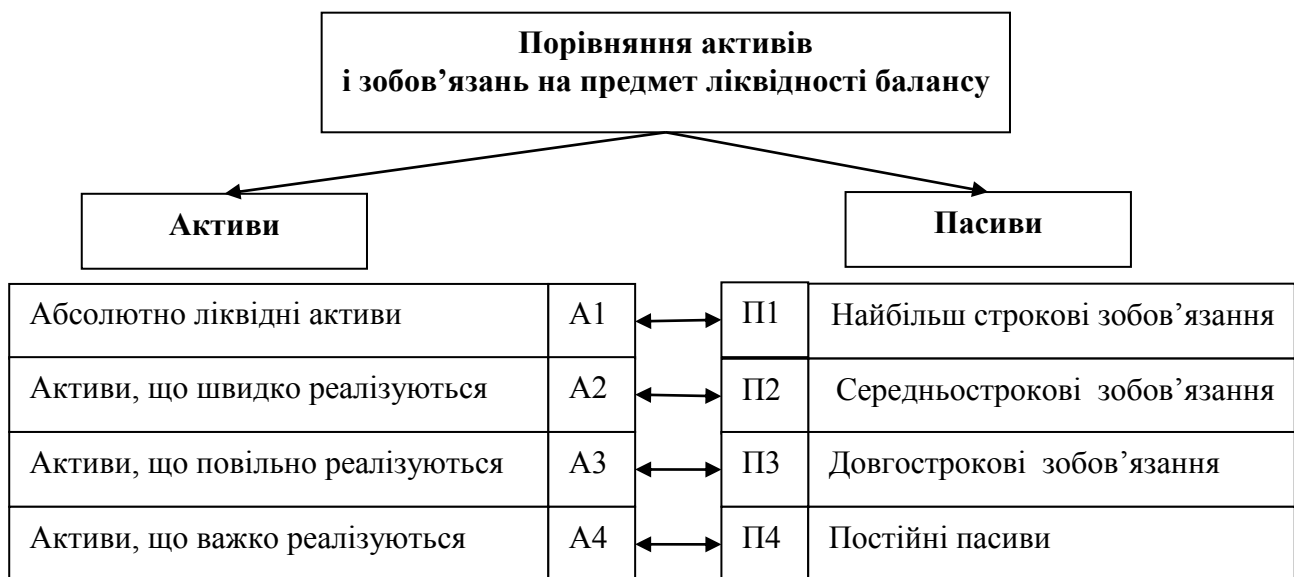 Порівняння активів
і зобов’язань на предмет ліквідності балансу
Активи
Пасиви
Абсолютно ліквідні активи А1 П1 Найбільш строкові зобов’язання
Активи, що швидко реалізуються А2 П2 Середньострокові зобов’язання
Активи, що повільно реалізуються А3 П3 Довгострокові зобов’язання
Активи, що важко реалізуються А4 П4 Постійні пасиви